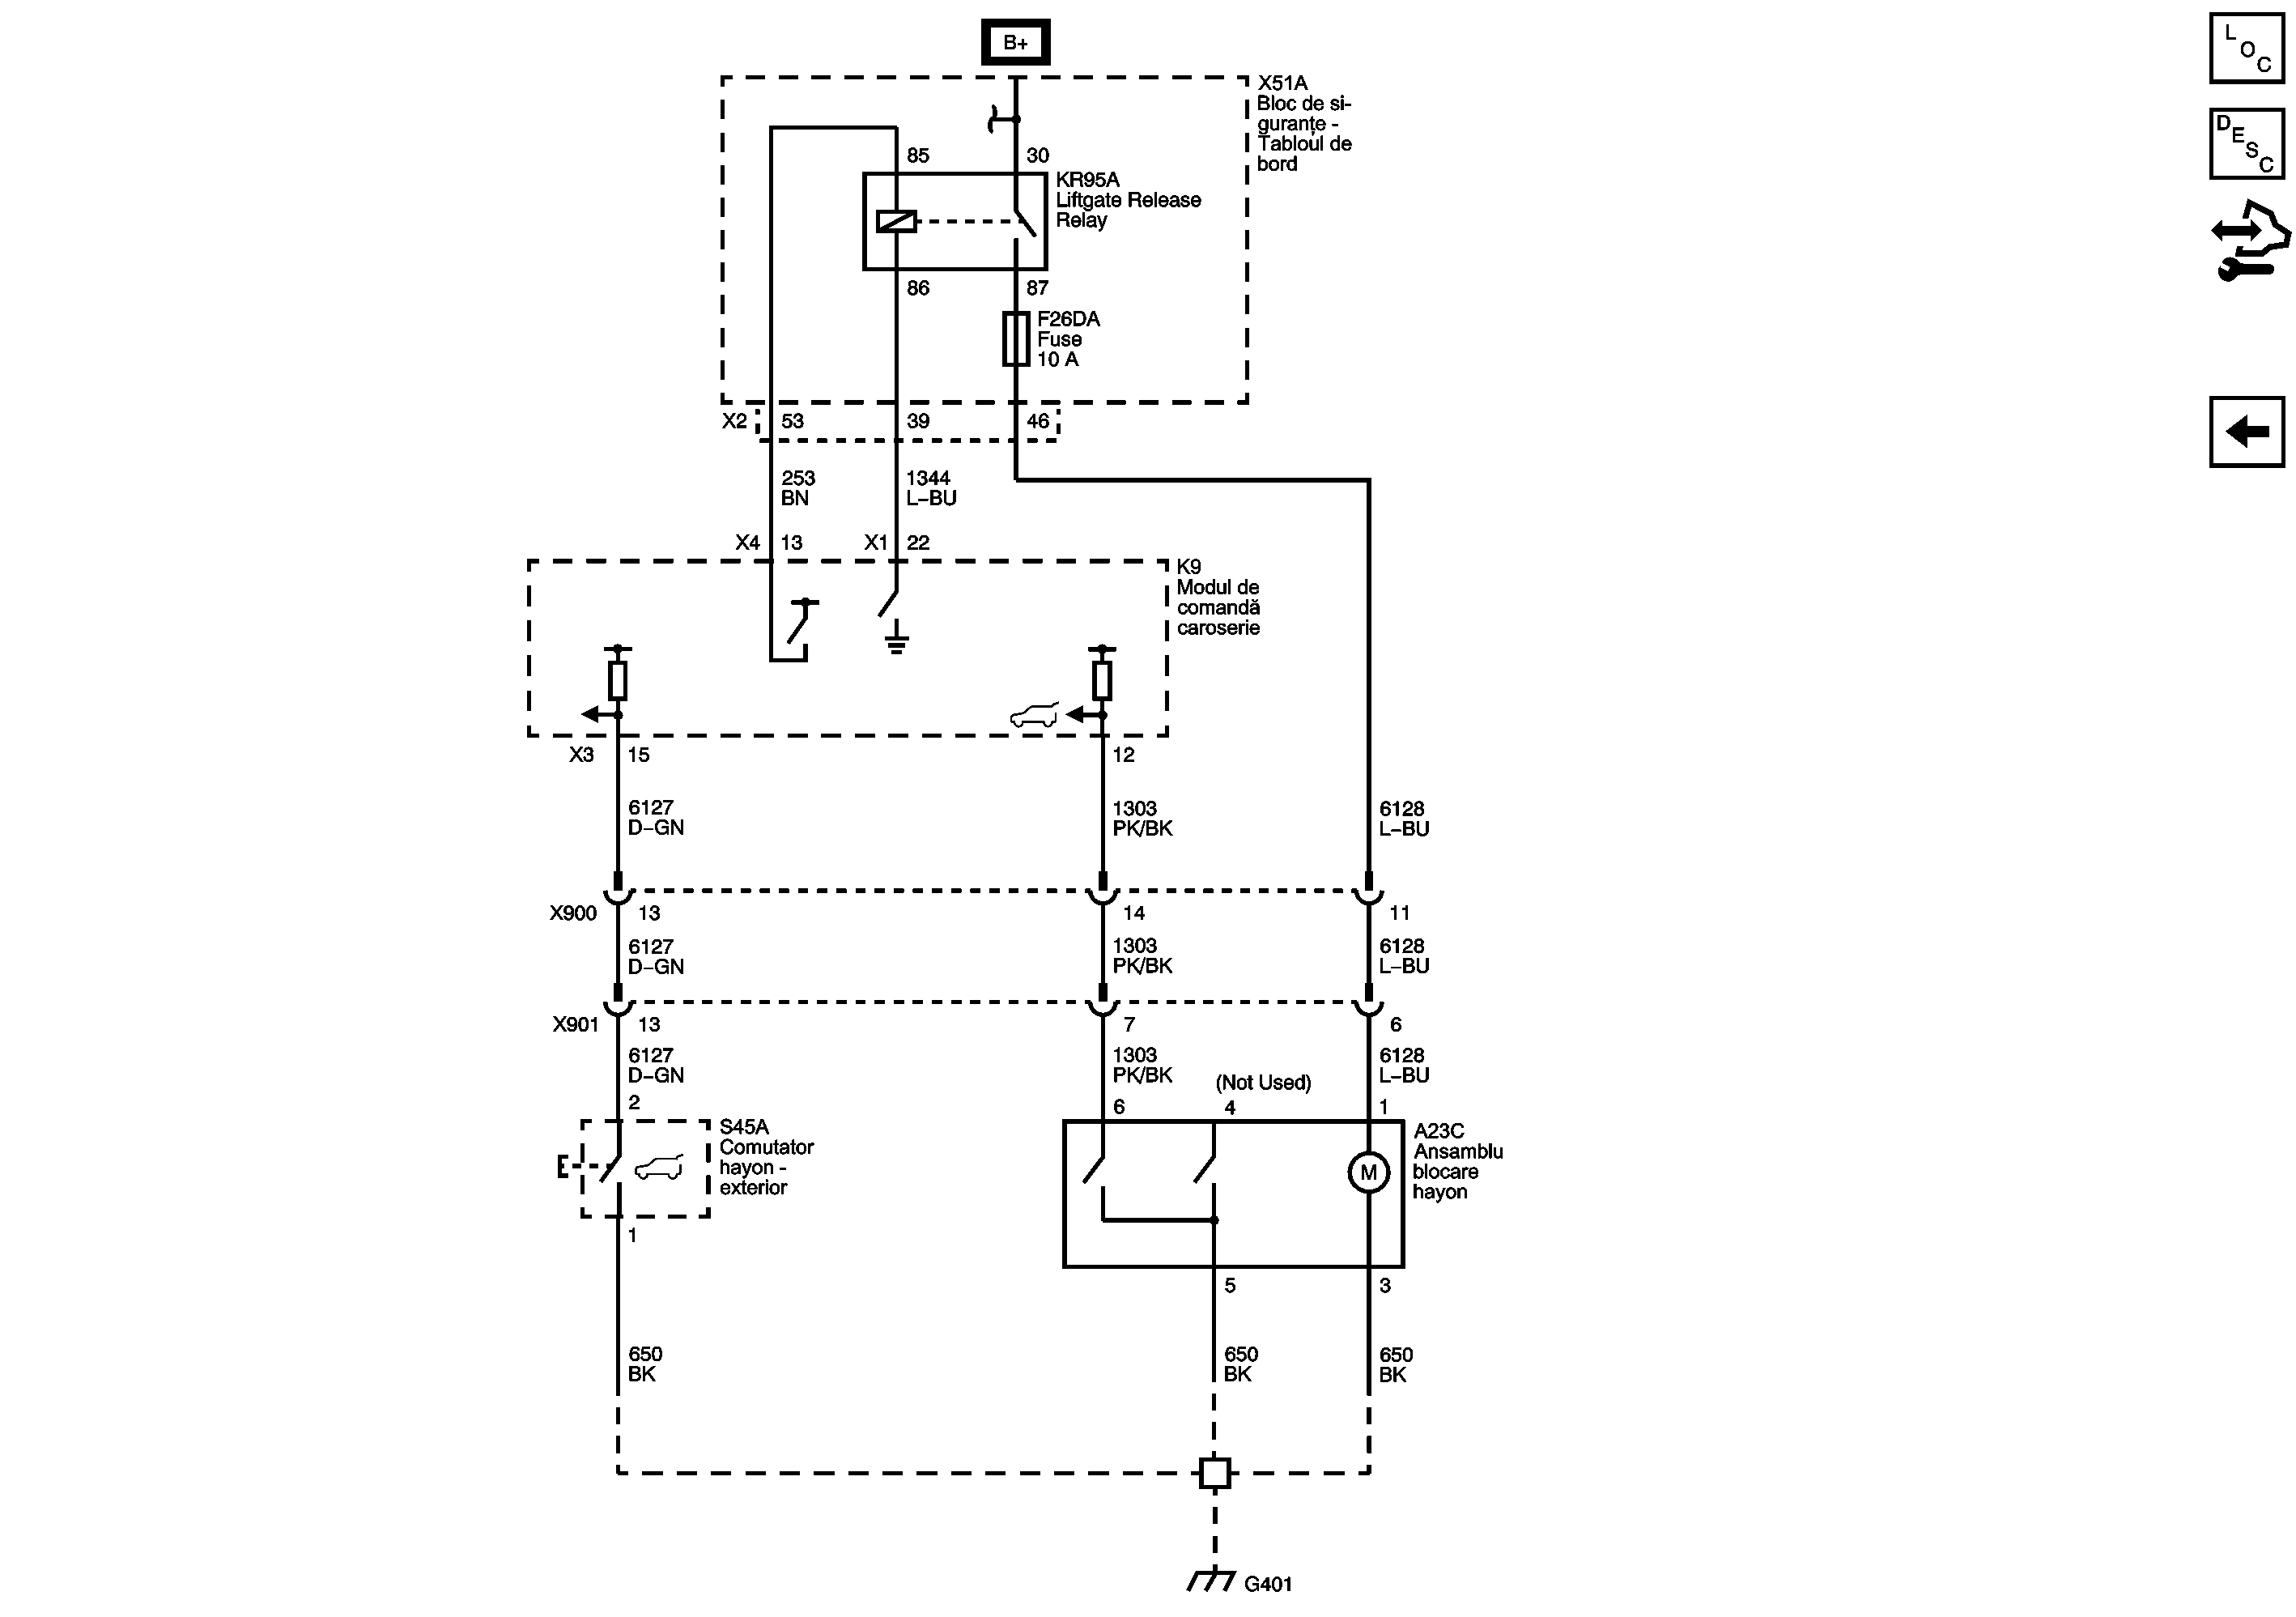 B+
L
O
C
D
E
S
C
X51A
Bloc de si-
guranțe -
Tabloul de
bord
85
30
KR95A
Liftgate Release
Relay
86
87
F26DA
Fuse
10 A
X2
53
39
46
253
BN
1344
L-BU
X4
13
X1
22
K9
Modul de
comandă
caroserie
X3
15
12
6127
D-GN
1303
PK/BK
6128
L-BU
X900
13
14
11
6127
D-GN
1303
PK/BK
6128
L-BU
X901
13
7
6
6127
D-GN
1303
PK/BK
6128
L-BU
(Not Used)
2
6
4
1
S45A
Comutator
hayon -
exterior
A23C
Ansamblu
blocare
hayon
M
1
5
3
650
BK
650
BK
650
BK
G401